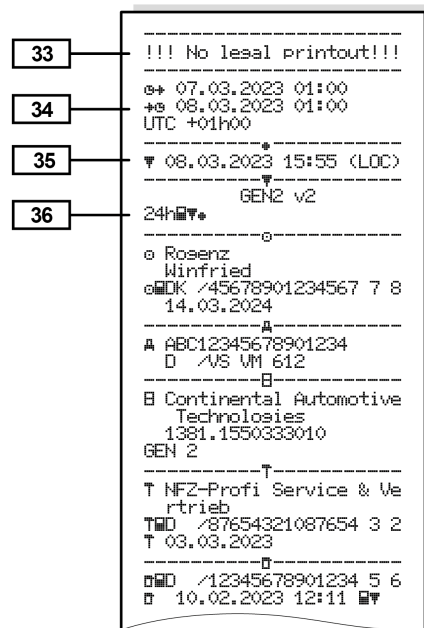 33
!!! No legal printout!!!
34
07.03.2023 01:00
08.03.2023 01:00
UTC +01h00
35
▼ 08.03.2023 15:55 (LOC)
GEN2 v2
36
24h
Rogenz
Winfried
DK /45678901234567 7 8
14.03.2024
ABC12345678901234
D /VS VM 612
Continental Automotive
Technologies
1381.1550333010
GEN 2
NFZ-Profi Service & Ve
rtrieb
D /87654321087654 3 2
03.03.2023
D /12345678901234 5 6
10.02.2023 12:11